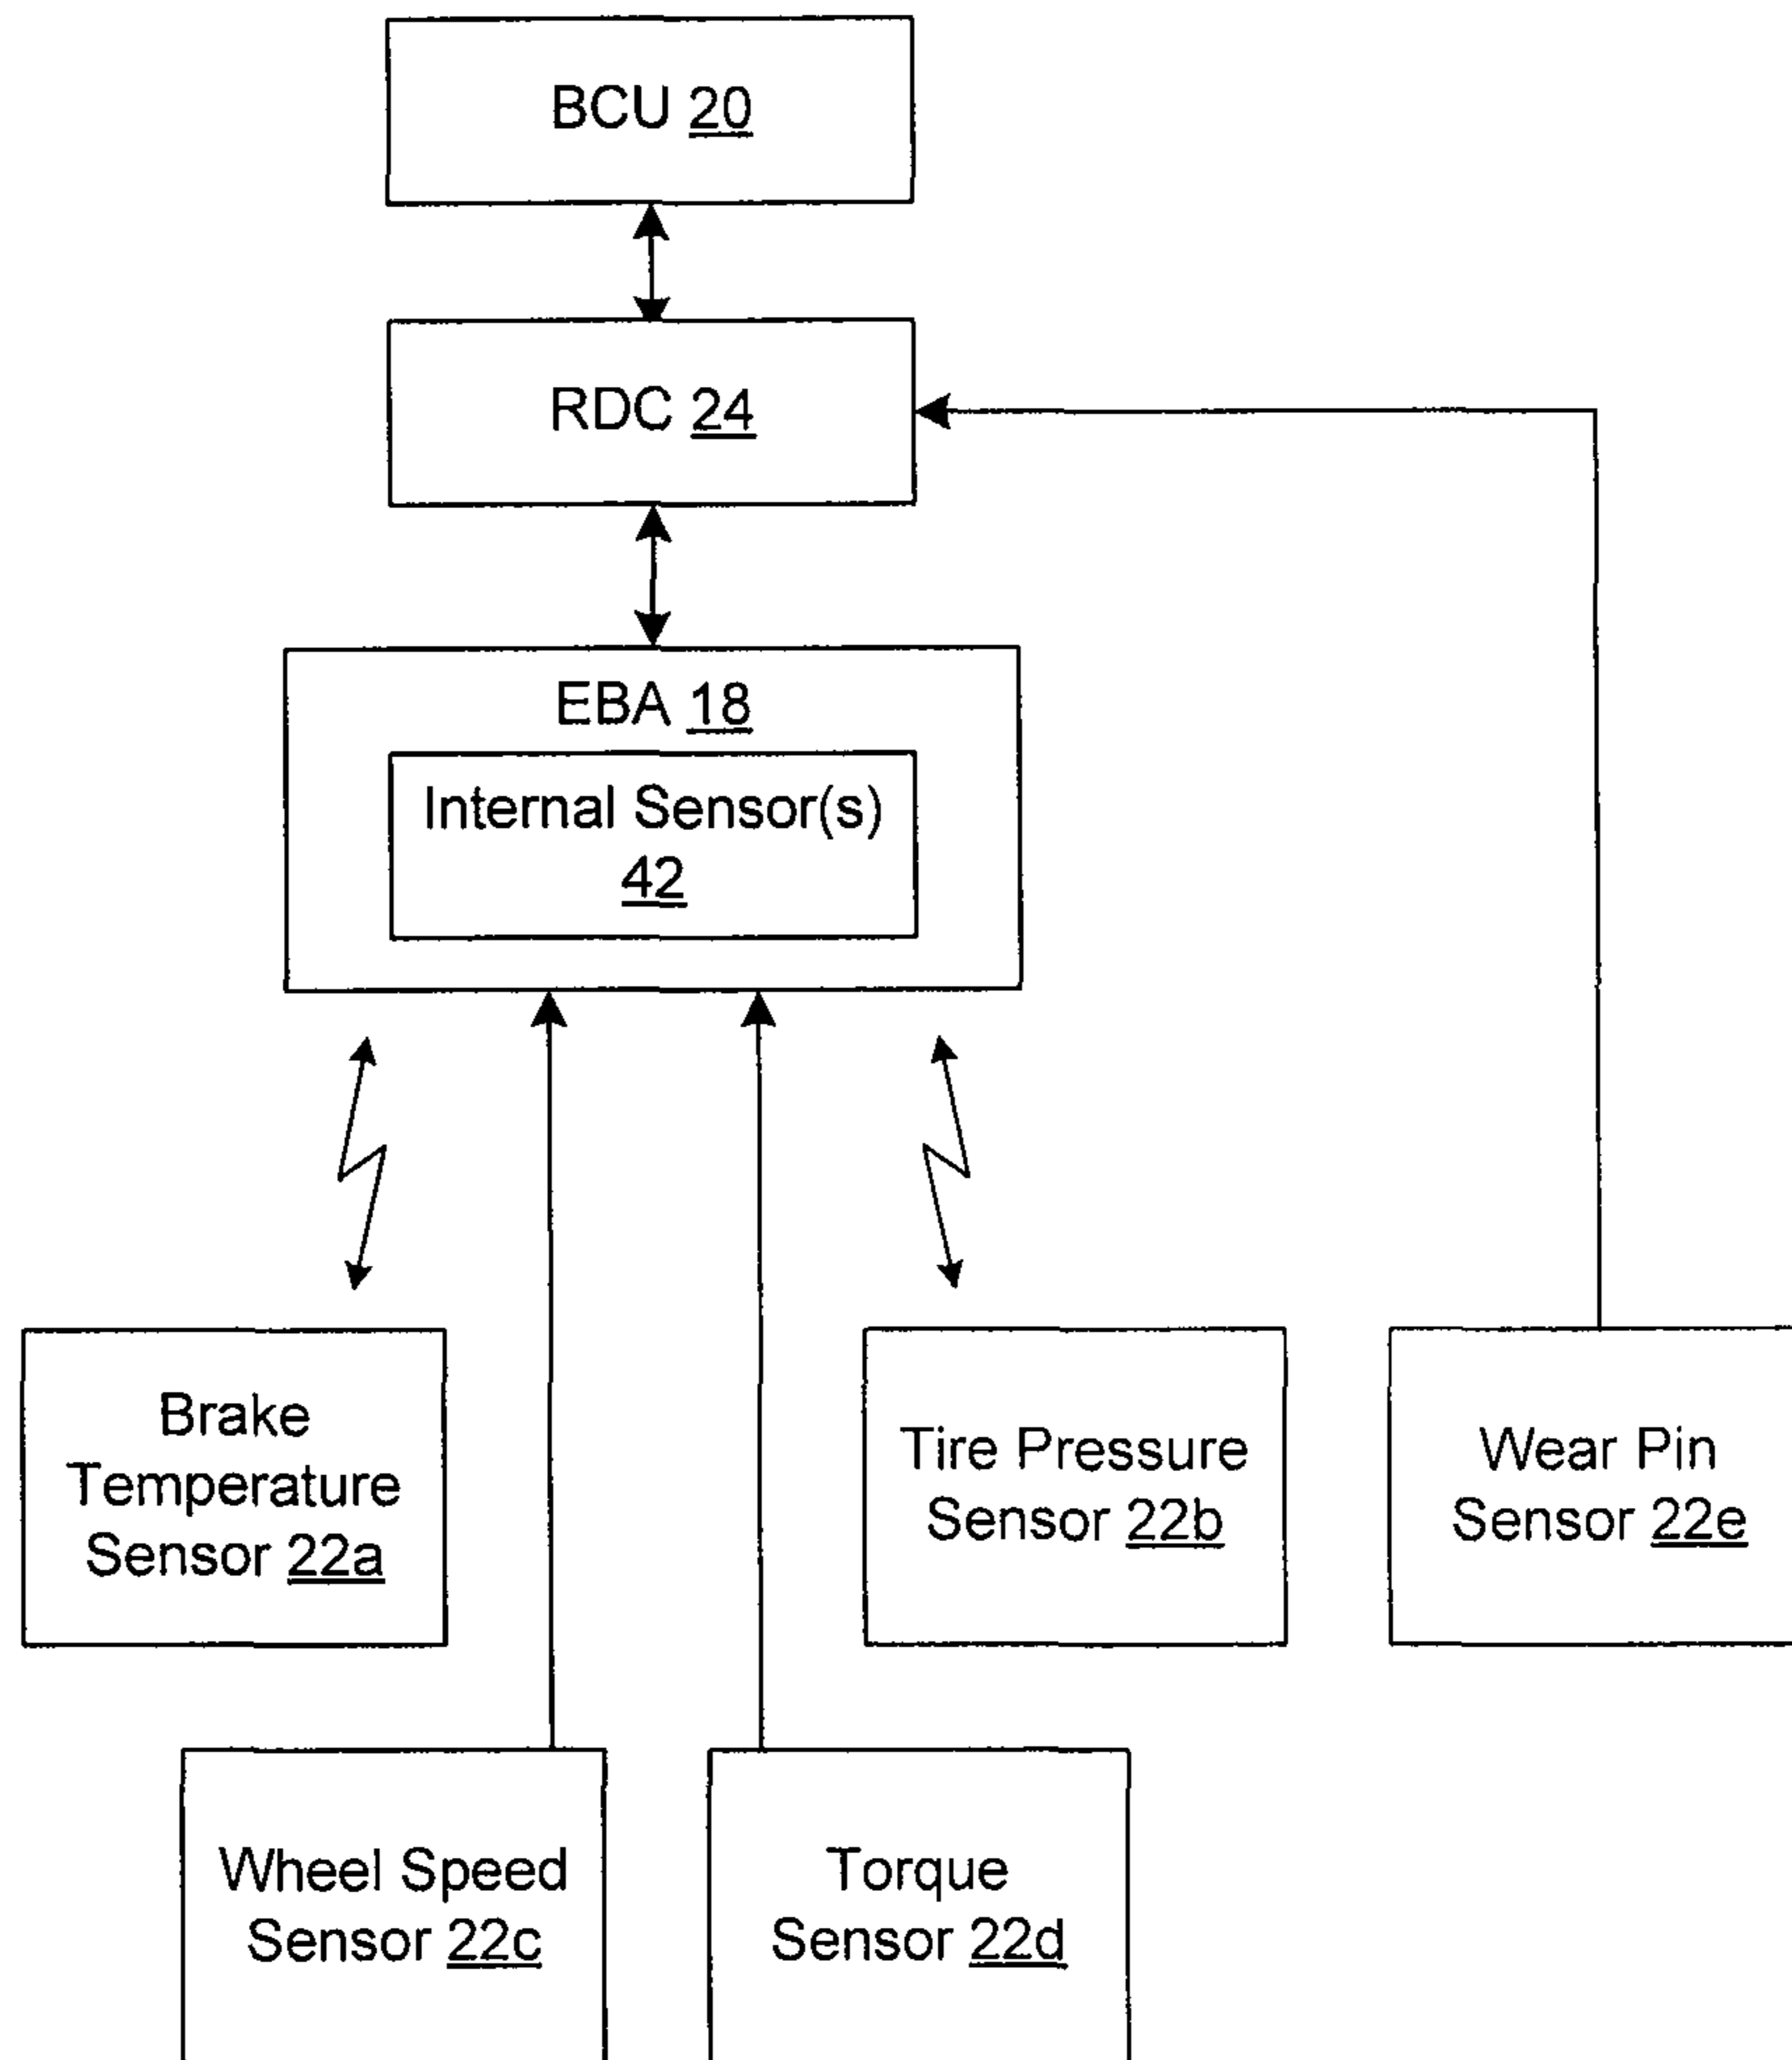 BCU 20
RDC 24
EBA 18
Internal Sensor(s)
42
Brake
Temperature
Sensor 22a
Tire Pressure
Sensor 22b
Wear Pin
Sensor 22e
Wheel Speed
Sensor 22c
Torque
Sensor 22d